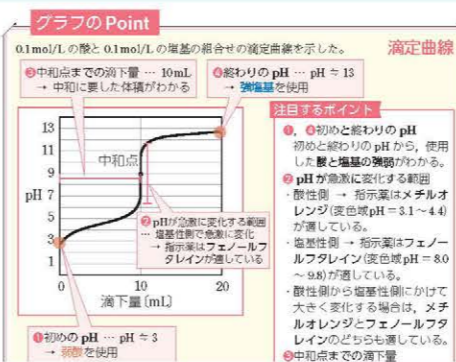 グラフのPoint
0.1mol/L の酸と 0.1mol/L の塩基の組合せの滴定曲線を示した。
滴定曲線
❸中和点までの滴下量 … 10mL
→ 中和に要した体積がわかる
❹終わりの pH … pH ≒ 13
→ 強塩基を使用
13
11
9
pH 7
5
3
1
中和点
❷pHが急激に変化する範囲
… 塩基性側で急激に変化
→ 指示薬はフェノールフ
タレインが適している
0
10
20
滴下量〔mL〕
❶初めの pH … pH ≒ 3
→ 弱酸を使用
注目するポイント
❶, ❹初めと終わりの pH
初めと終わりの pH から, 使用
した酸と塩基の強弱がわかる。
❷ pH が急激に変化する範囲
・酸性側 → 指示薬はメチルオ
レンジ(変色域pH = 3.1 ~ 4.4)
が適している。
・塩基性側 → 指示薬はフェノー
ルフタレイン(変色域pH = 8.0
~ 9.8)が適している。
・酸性側から塩基性側にかけて
大きく変化する場合は, メチ
ルオレンジとフェノールフタ
レインのどちらも適している。
❸中和点までの滴下量